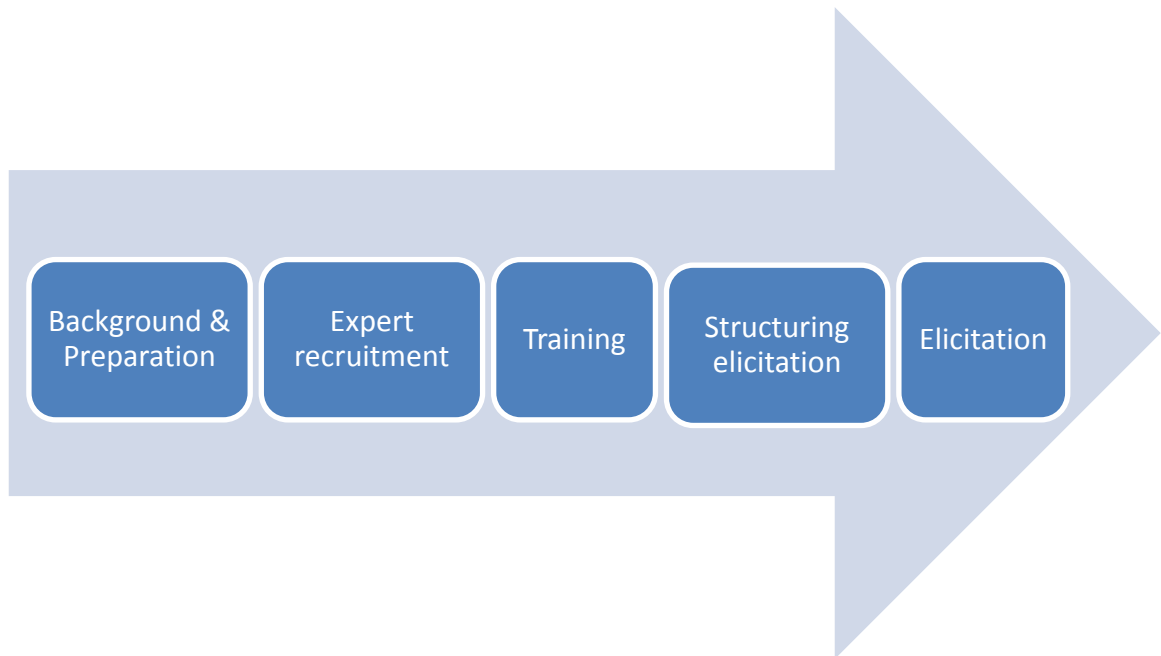 Background &
Preparation
Expert
recruitment
Training
Structuring
elicitation
Elicitation